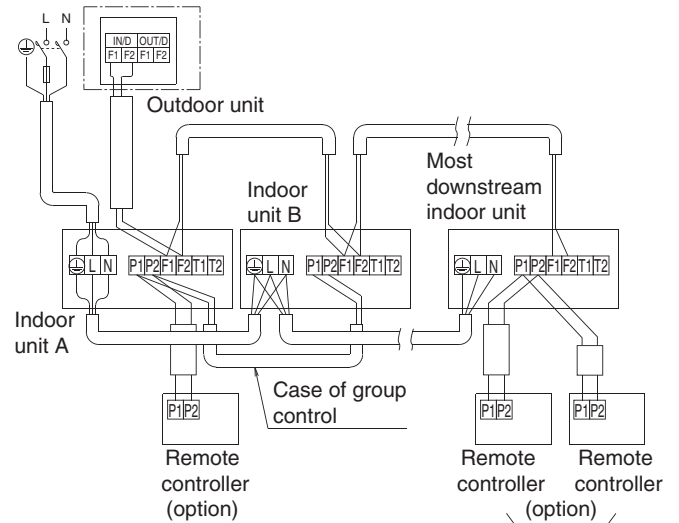 L N
IN/D OUT/D
F1 F2 F1 F2
Outdoor unit
Most
downstream
indoor unit
Indoor
unit B
L N P1 P2 F1 F2 T1 T2
L N P1 P2 F1 F2 T1 T2
L N P1 P2 F1 F2 T1 T2
Indoor
unit A
Case of group
control
P1 P2
P1 P2
P1 P2
Remote
controller
(option)
Remote
controller
Remote
controller
(option)